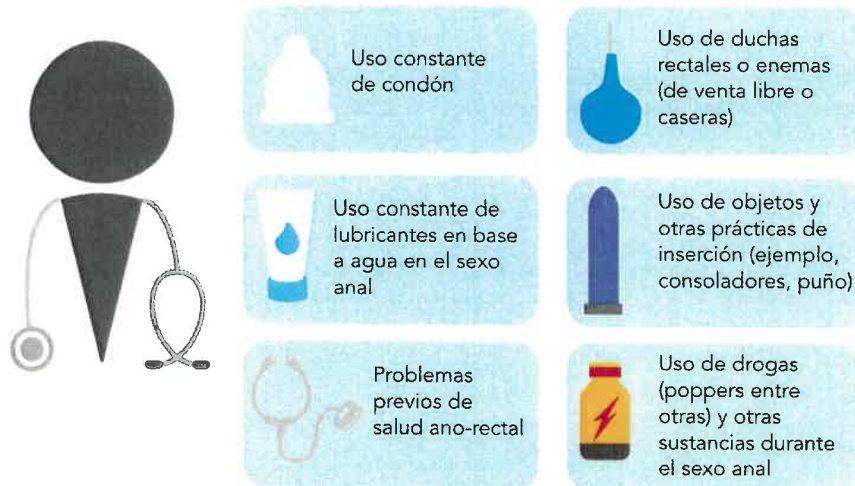 Uso constante
de condón
Uso de duchas
rectales o enemas
(de venta libre o
caseras)
Uso constante de
lubricantes en base
a agua en el sexo
anal
Uso de objetos y
otras prácticas de
inserción (ejemplo,
consoladores, puño)
Problemas
previos de
salud ano-rectal
Uso de drogas
(poppers entre
otras) y otras
sustancias durante
el sexo anal